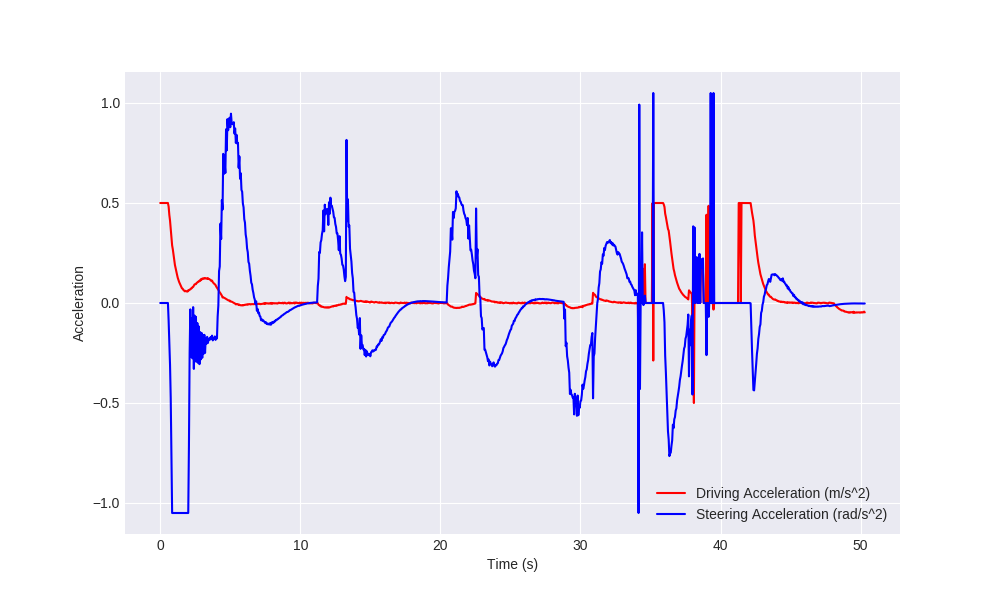 1.0
0.5
0.0
−0.5
−1.0
Acceleration
0
10
20
30
40
50
Time (s)
Driving Acceleration (m/s^2)
Steering Acceleration (rad/s^2)